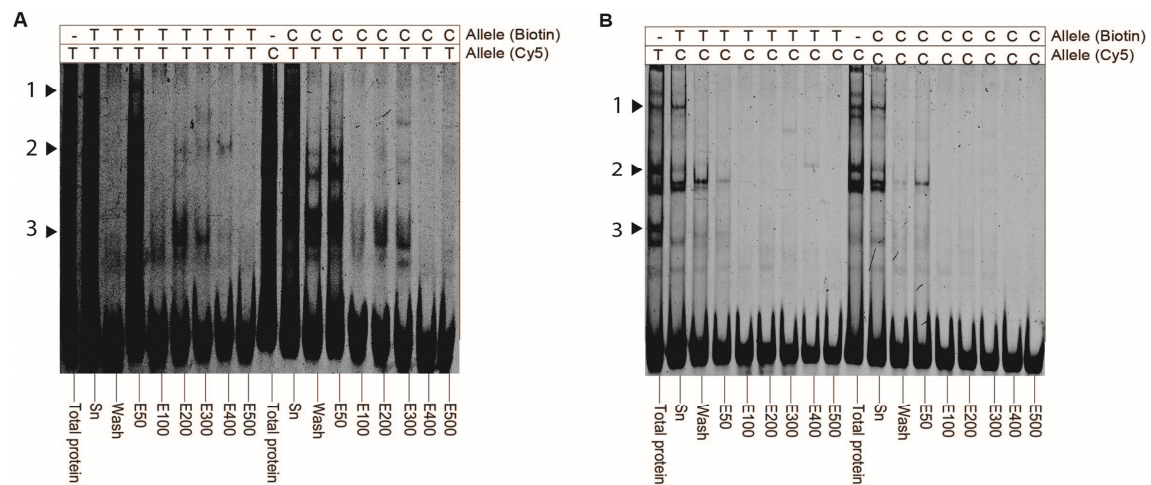 A
- T T T T T T T T - C C C C C C C C Allele (Biotin)
T T T T T T T T T C T T T T T T T T Allele (Cy5)
1
2
3
Total protein
Sn
Wash
E50
E100
E200
E300
E400
E500
Total protein
Sn
Wash
E50
E100
E200
E300
E400
E500
B
- T T T T T T T T - C C C C C C C C Allele (Biotin)
T C C C C C C C C C C C C C C C C C Allele (Cy5)
1
2
3
Total protein
Sn
Wash
E50
E100
E200
E300
E400
E500
Total protein
Sn
Wash
E50
E100
E200
E300
E400
E500